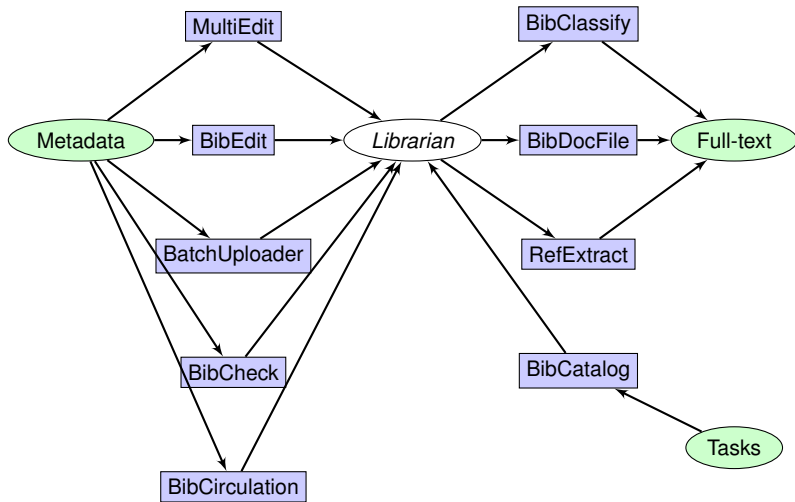 MultiEdit
BibClassify
Metadata
BibEdit
Librarian
BibDocFile
Full-text
BatchUploader
RefExtract
BibCheck
BibCatalog
Tasks
BibCirculation